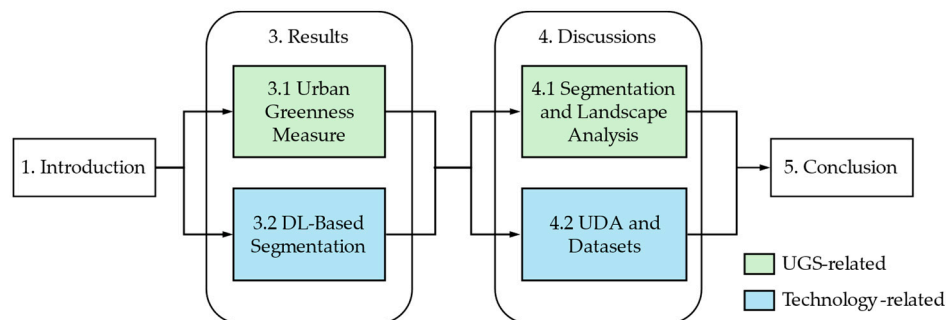 3. Results
4. Discussions
3.1 Urban
Greenness
Measure
4.1 Segmentation
and Landscape
Analysis
1. Introduction
5. Conclusion
3.2 DL-Based
Segmentation
4.2 UDA and
Datasets
UGS-related
Technology-related